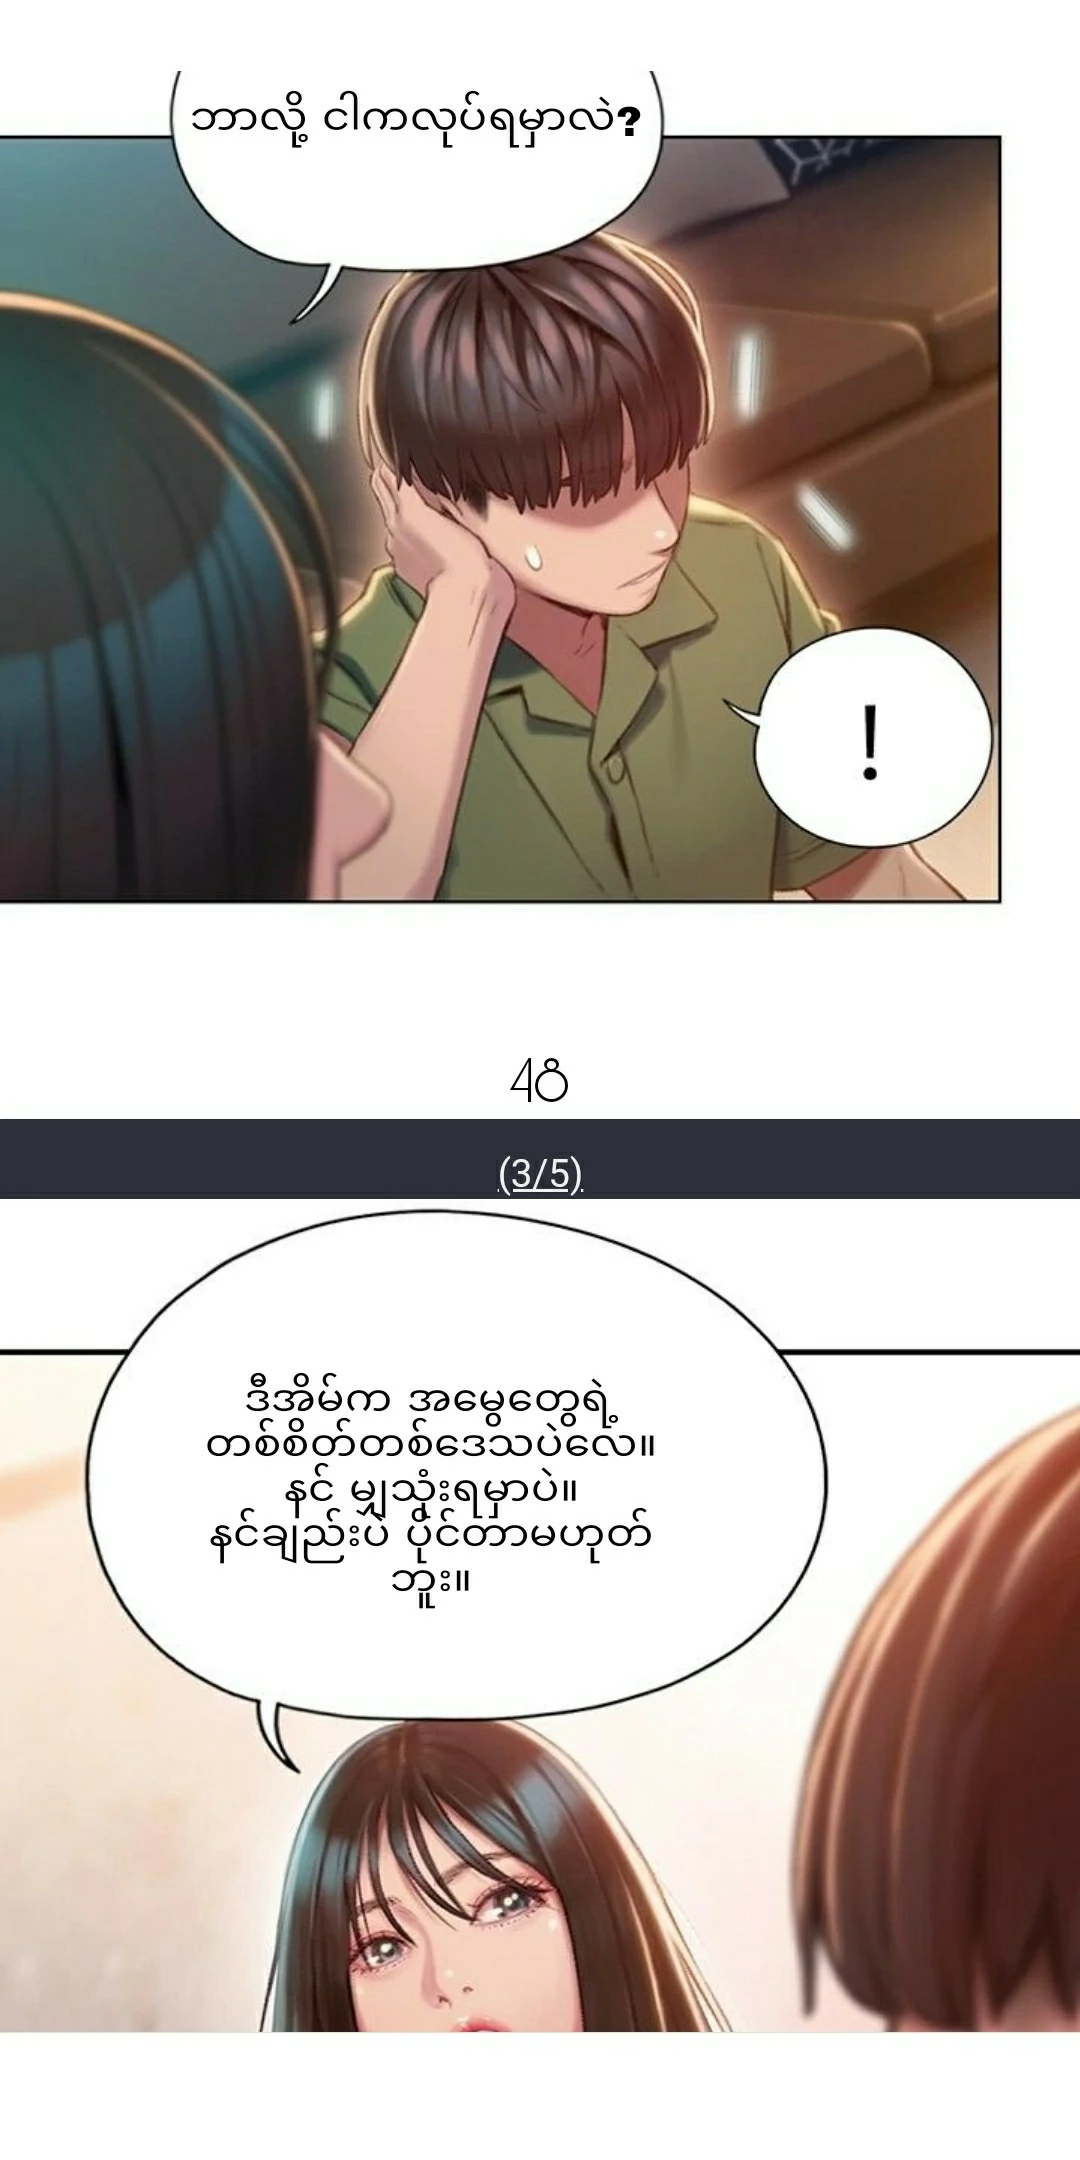 ဘာလို့ ငါကလုပ်ရမှာလဲ?
!
48
(3/5)
ဒီအိမ်က အမွေတွေရဲ့
တစ်စိတ်တစ်ဒေသပဲလေ။
နင် မျှသုံးရမှာပဲ။
နင်ချည်းပဲ ပိုင်တာမဟုတ်
ဘူး။